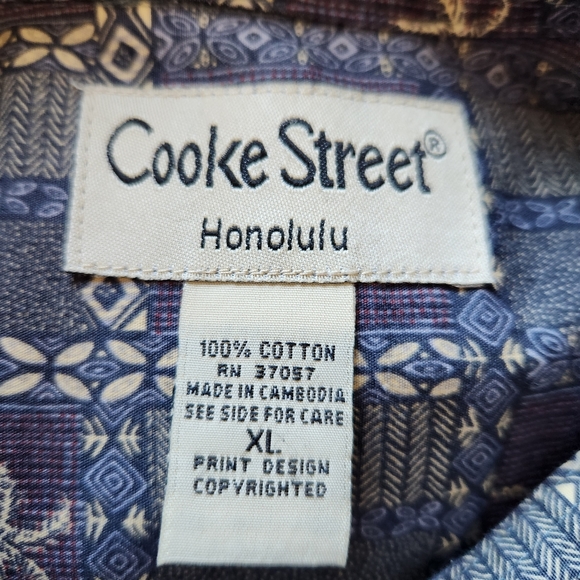 Cooke Street®
Honolulu
100% COTTON
RN 37057
MADE IN CAMBODIA
SEE SIDE FOR CARE
XL
PRINT DESIGN
COPYRIGHTED